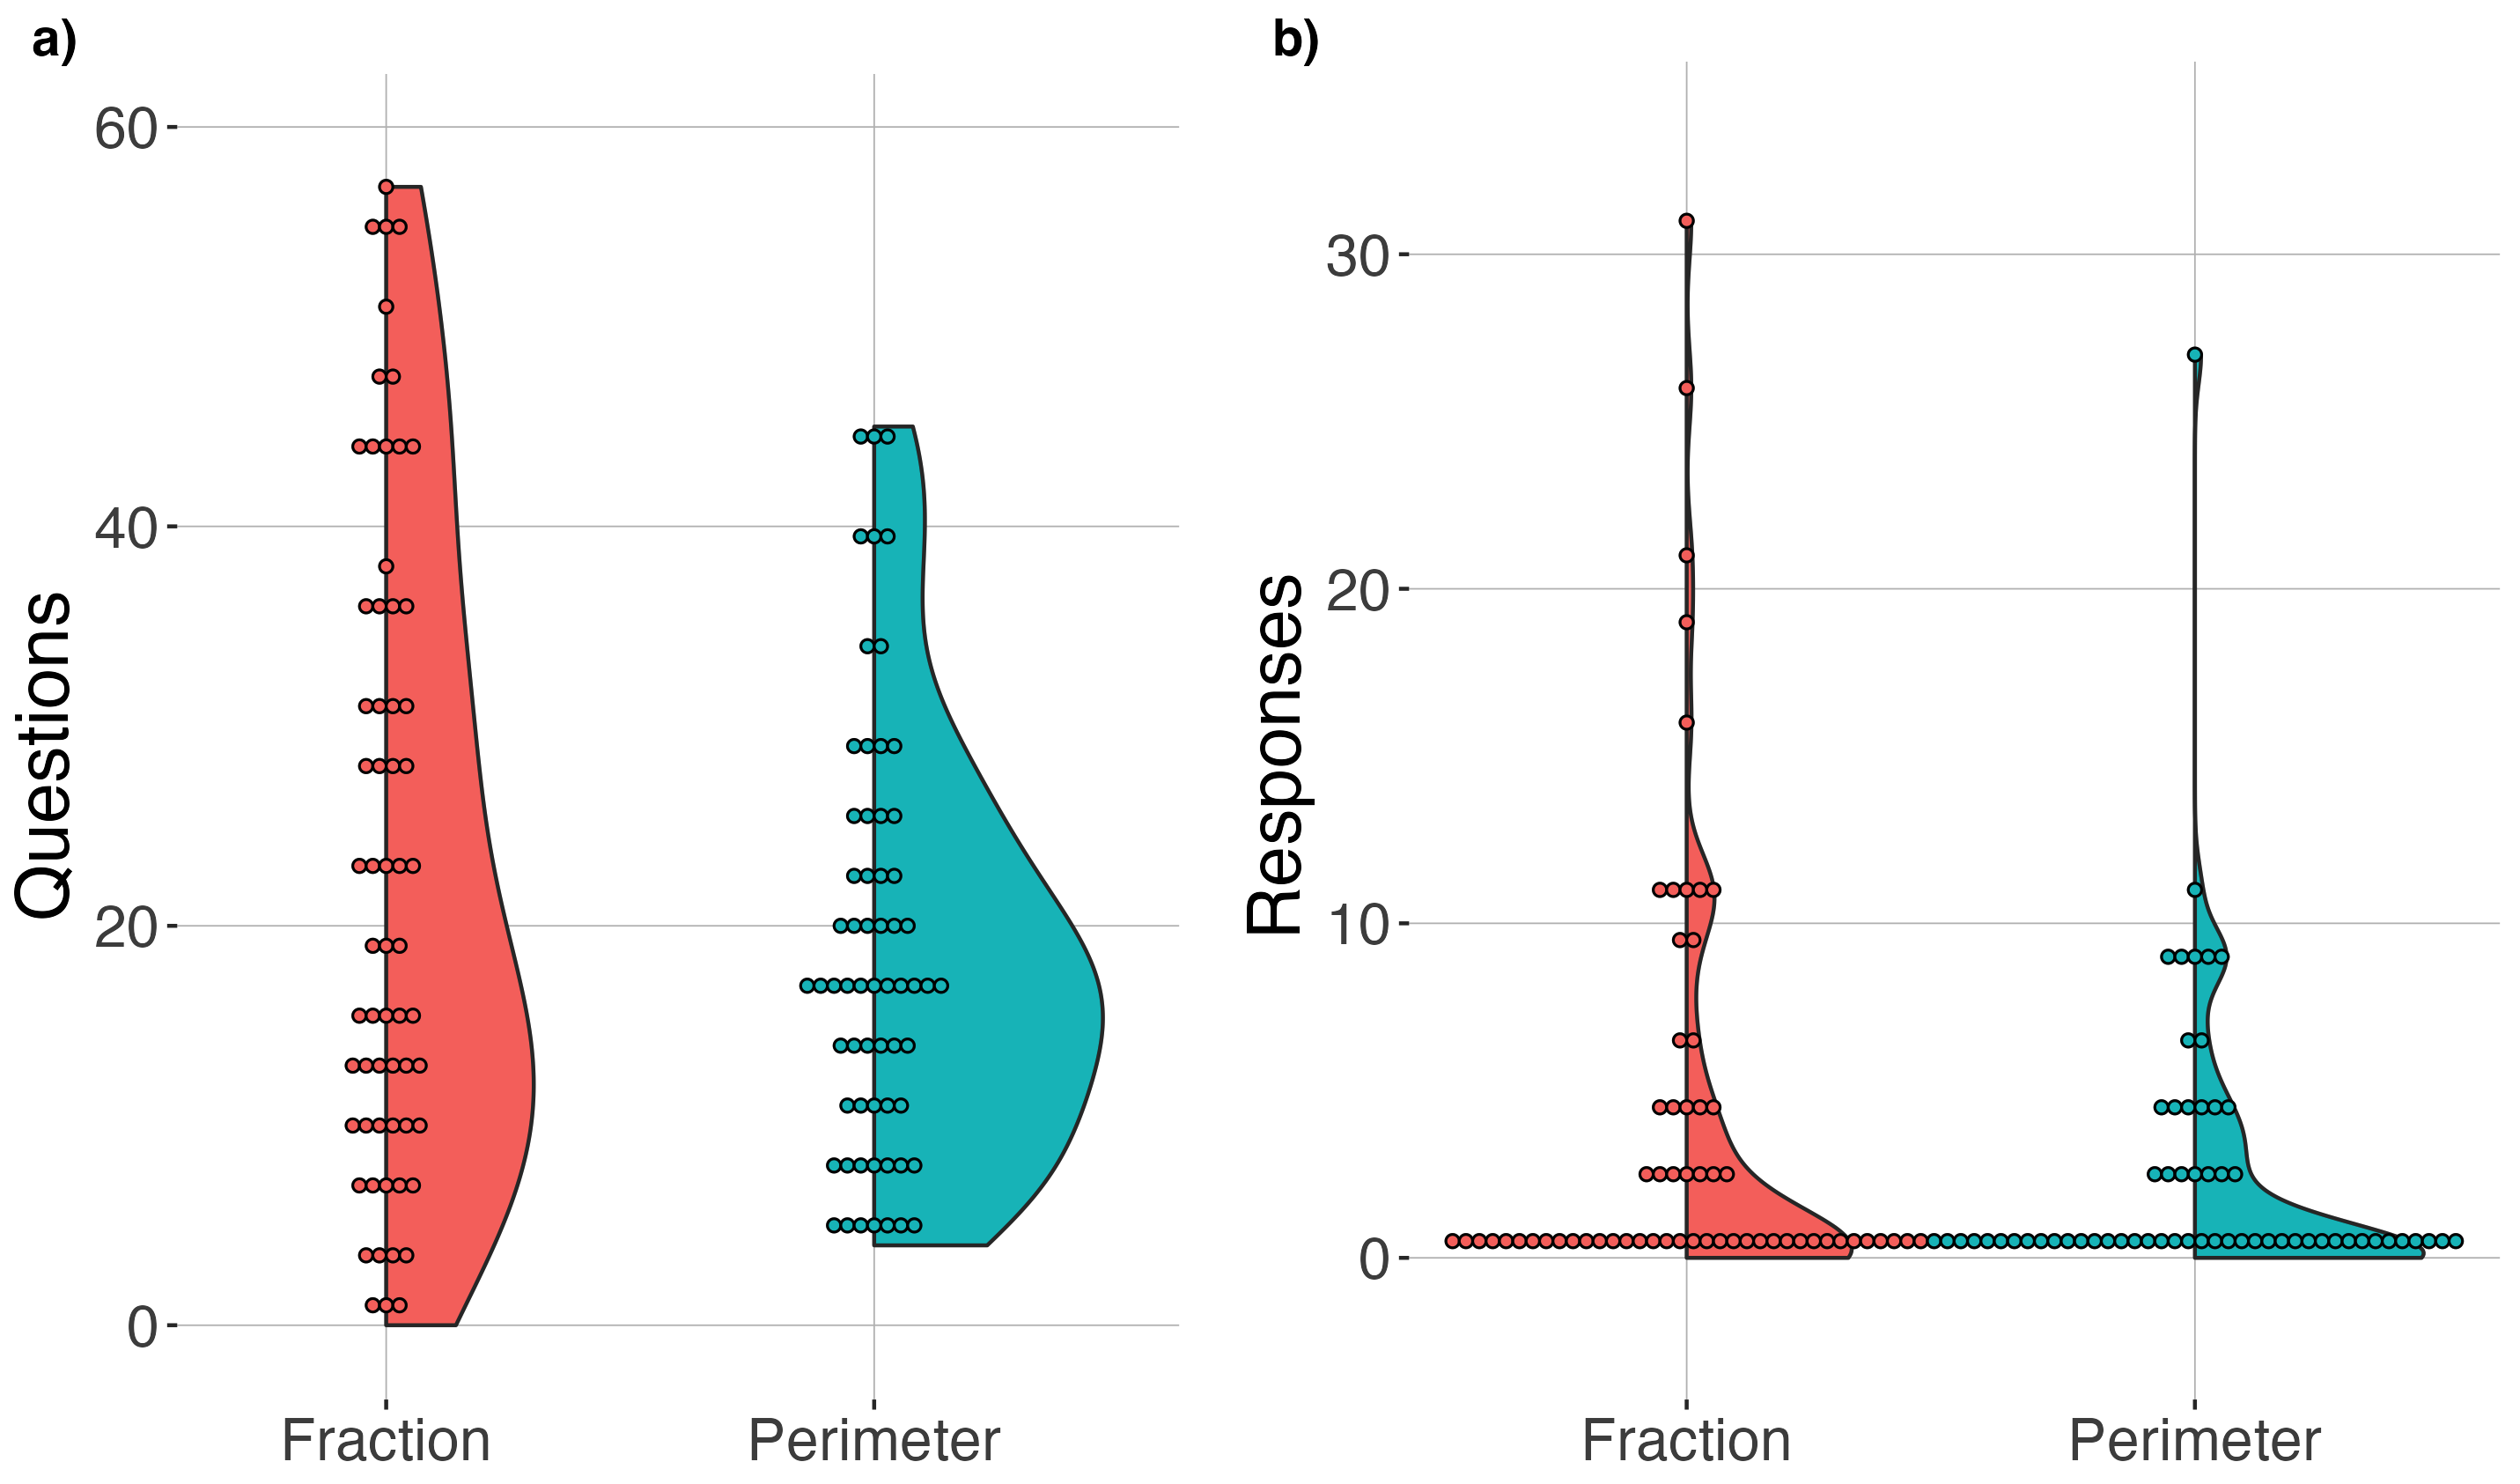 a)
60
40
20
0
Questions
Fraction
Perimeter
b)
30
20
10
0
Responses
Fraction
Perimeter